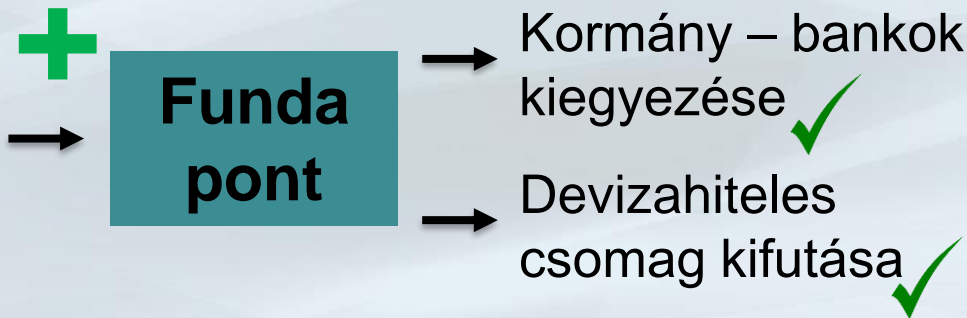 Funda
pont
Kormány – bankok
kiegyezése
Devizahiteles
csomag kifutása